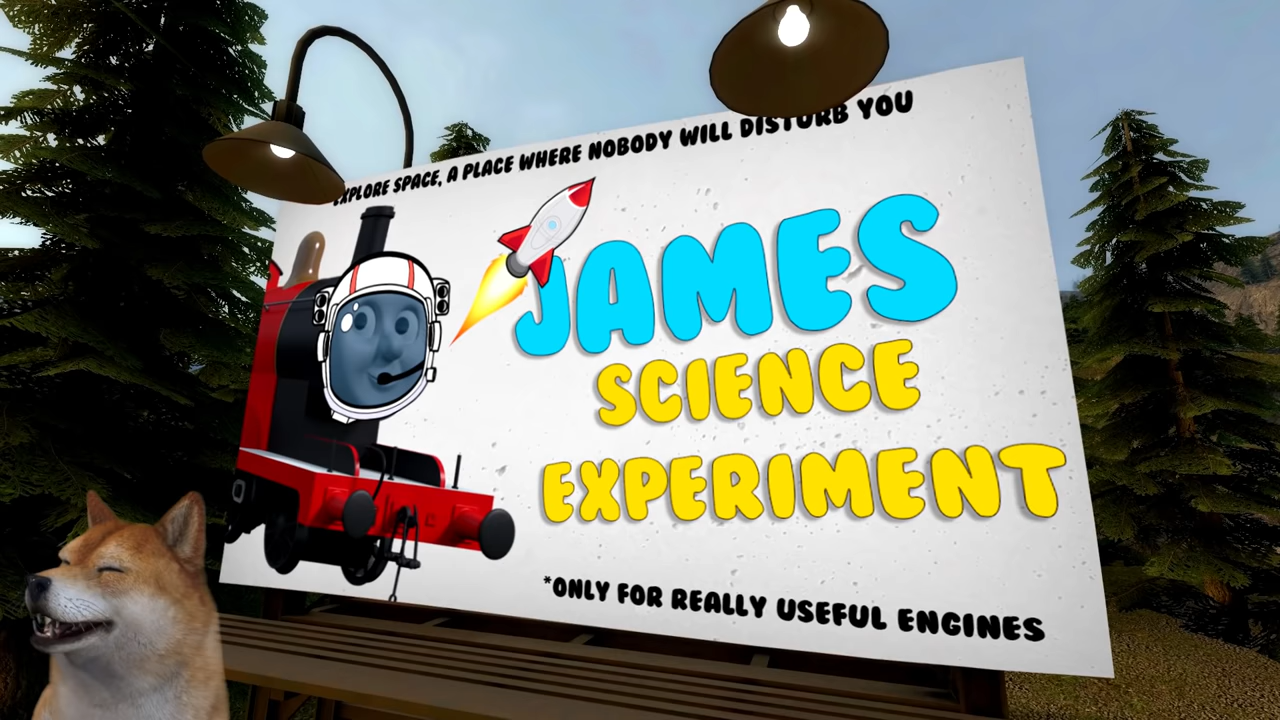 EXPLORE SPACE, A PLACE WHERE NOBODY WILL DISTURB YOU
JAMES
SCIENCE
EXPERIMENT
*ONLY FOR REALLY USEFUL ENGINES